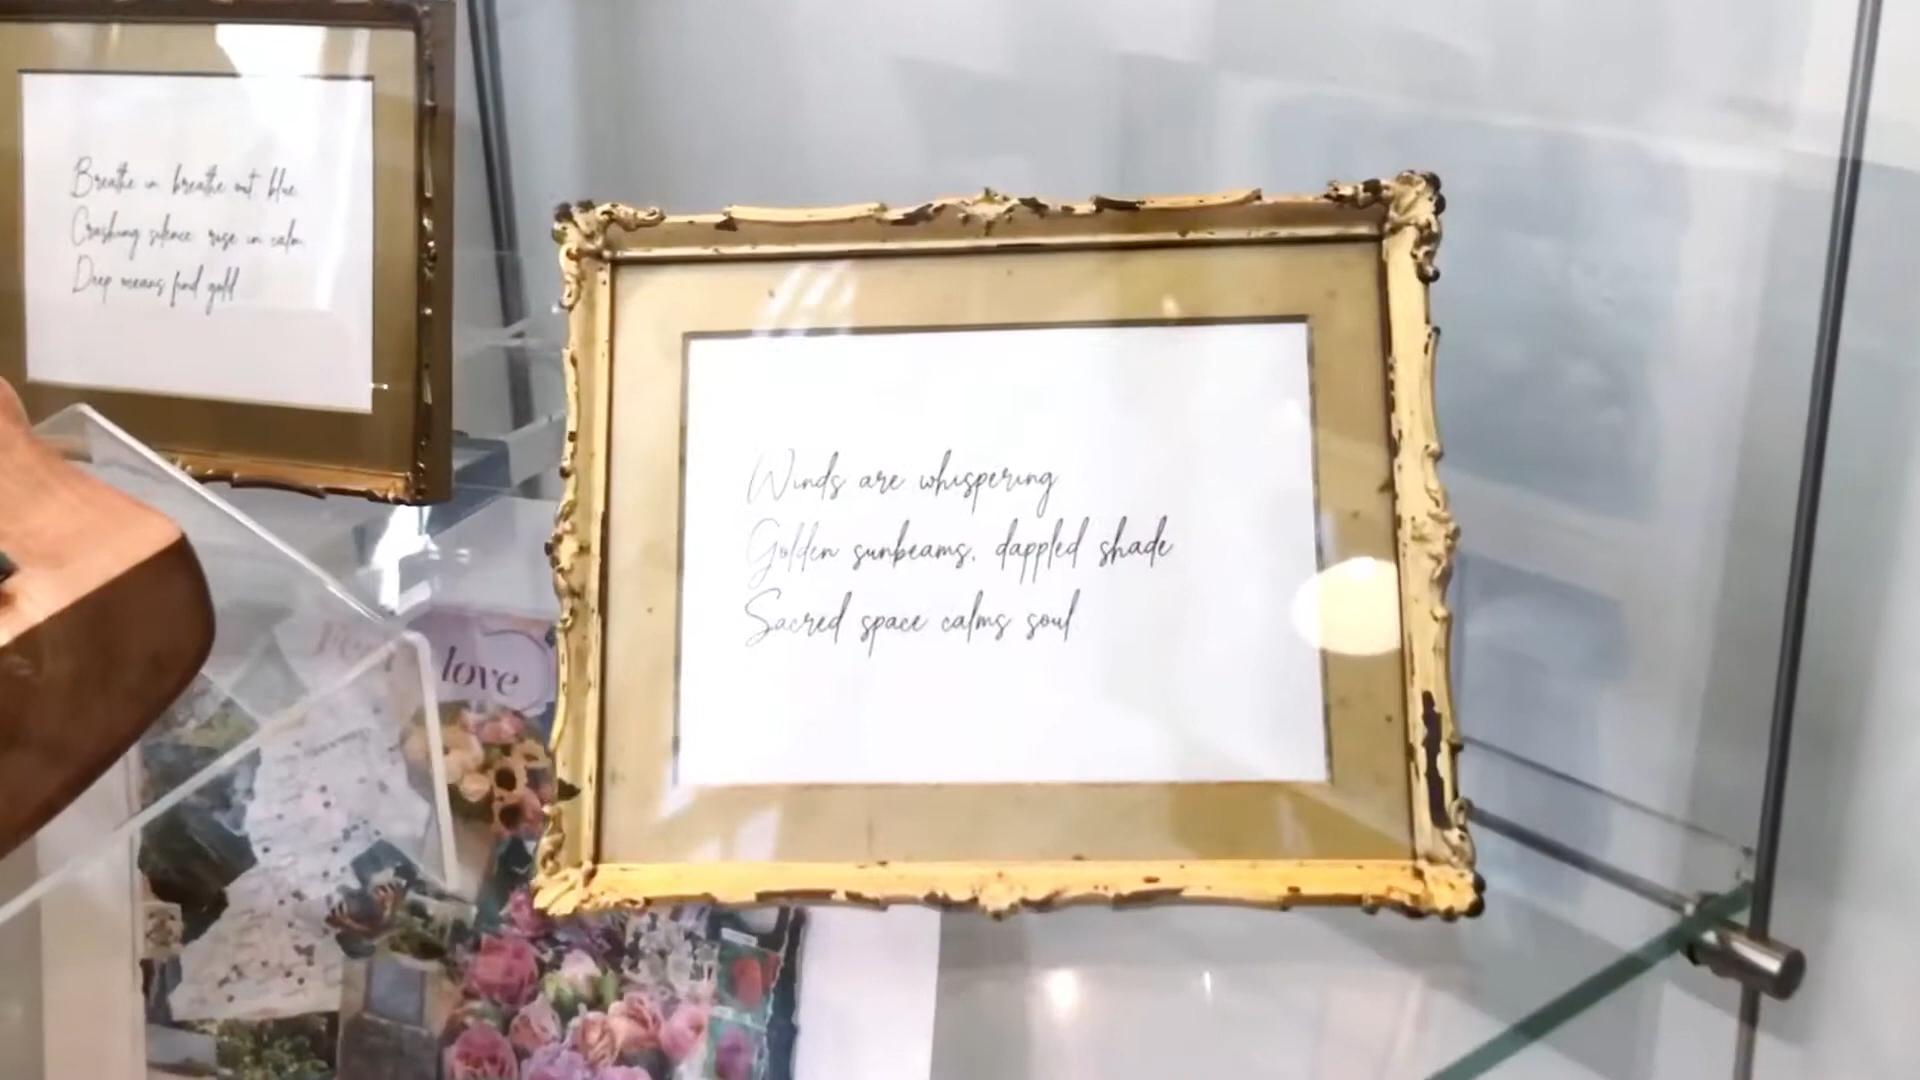 Breathe in breathe out blue
Crashing silence rise in calm
Deep means find gold
Winds are whispering
Golden sunbeams, dappled shade
Sacred space calms soul
love